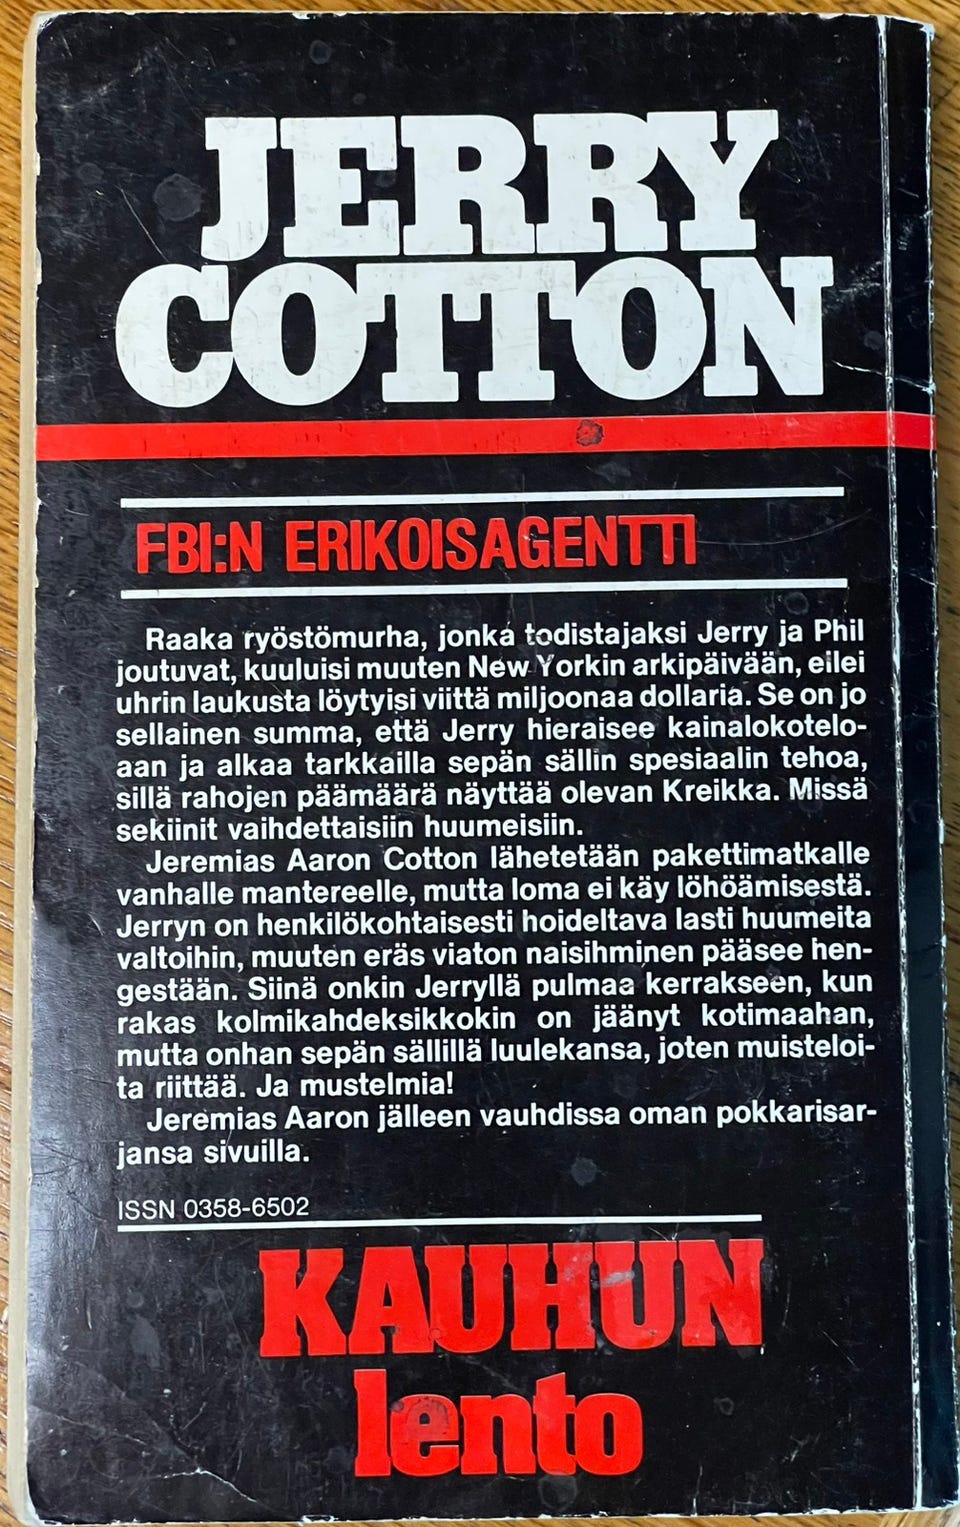 JERRY
COTTON
FBI:N ERIKOISAGENTTI
Raaka ryöstömurha, jonka todistajaksi Jerry ja Phil
joutuvat, kuuluisi muuten New Yorkin arkipäivään, eilei
uhrin laukusta löytyisi viittä miljoonaa dollaria. Se on jo
sellainen summa, että Jerry hieraisee kainalokotelo-
aan ja alkaa tarkkailla sepän sällin spesiaalin tehoa,
sillä rahojen päämäärä näyttää olevan Kreikka. Missä
sekiinit vaihdettaisiin huumeisiin.
Jeremias Aaron Cotton lähetetään pakettimatkalle
vanhalle mantereelle, mutta loma ei käy löhöämisestä.
Jerryn on henkilökohtaisesti hoideltava lasti huumeita
valtoihin, muuten eräs viaton naisihminen pääsee hen-
gestään. Siinä onkin Jerryllä pulmaa kerrakseen, kun
rakas kolmikahdeksikkokin on jäänyt kotimaahan,
mutta onhan sepän sällillä luulekansa, joten muisteloi-
ta riittää. Ja mustelmia!
Jeremias Aaron jälleen vauhdissa oman pokkarisar-
jansa sivuilla.
ISSN 0358-6502
KAUHUN
lento